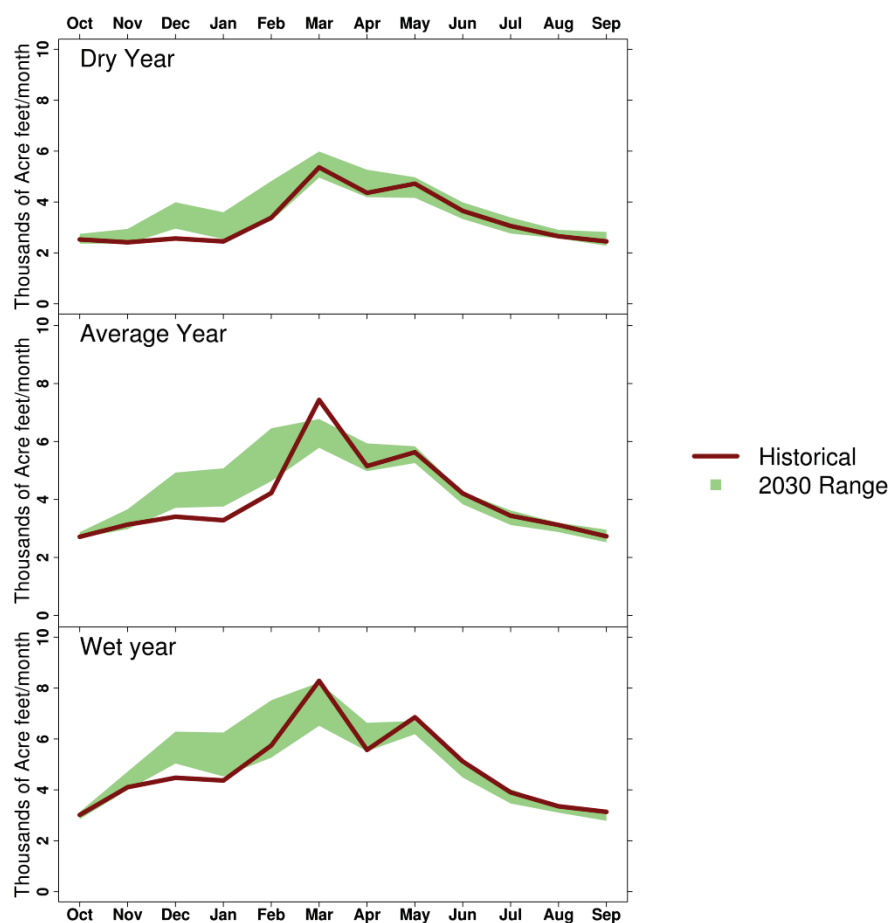 Oct Nov Dec Jan Feb Mar Apr May Jun Jul Aug Sep
Dry Year
10
8
6
4
2
0
Thousands of Acre feet/month
Average Year
10
8
6
4
2
0
Thousands of Acre feet/month
Historical
2030 Range
Wet year
10
8
6
4
2
0
Thousands of Acre feet/month
Oct Nov Dec Jan Feb Mar Apr May Jun Jul Aug Sep